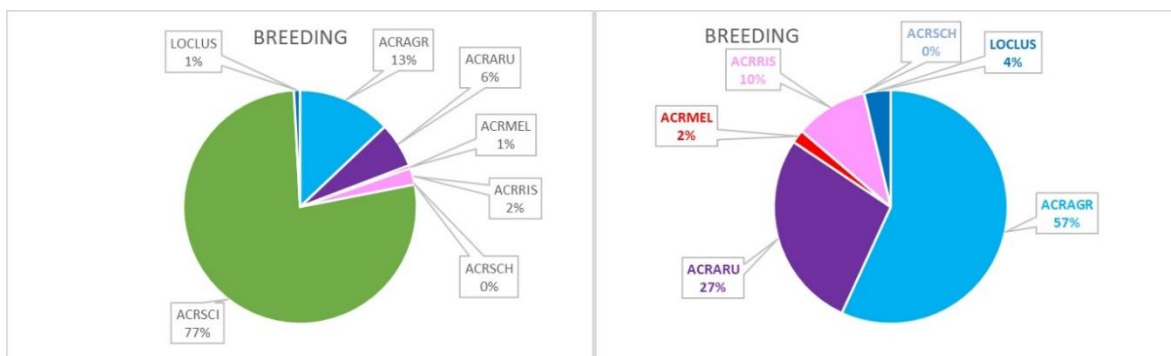 BREEDING
LOCLUS
1%
ACRAGR
13%
ACRARU
6%
ACRMEL
1%
ACRRIS
2%
ACRSCH
0%
ACRSCI
77%
BREEDING
ACRSCH
0%
LOCLUS
4%
ACRRIS
10%
ACRMEL
2%
ACRAGR
57%
ACRARU
27%